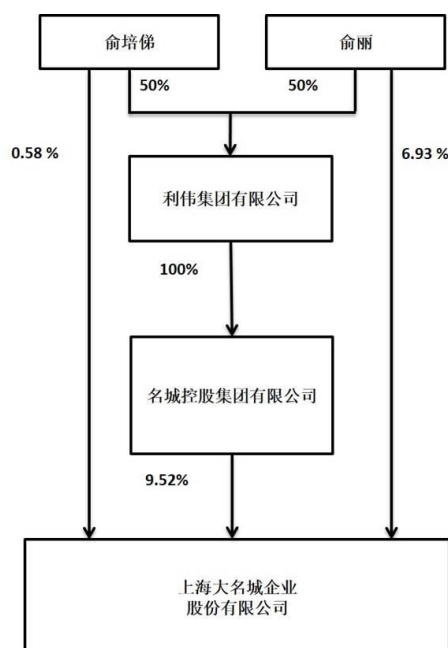 俞培俤
俞丽
50%
50%
0.58 %
6.93 %
利伟集团有限公司
100%
名城控股集团有限公司
9.52%
上海大名城企业
股份有限公司